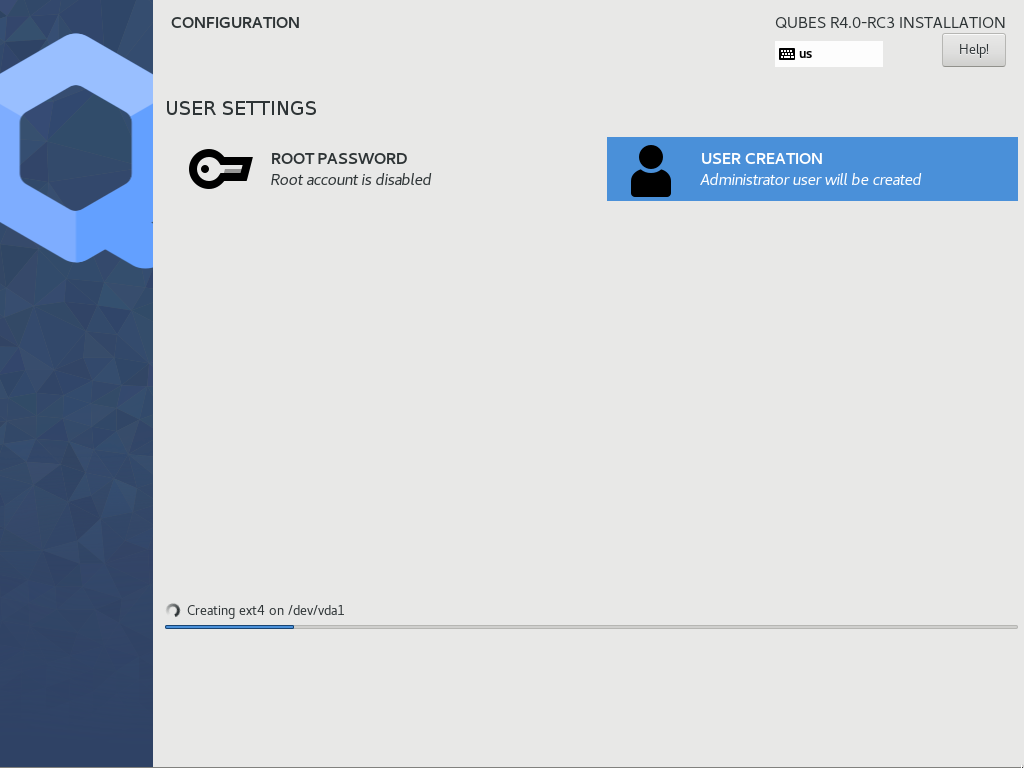 CONFIGURATION
QUBES R4.0-RC3 INSTALLATION
us
Help!
USER SETTINGS
ROOT PASSWORD
Root account is disabled
USER CREATION
Administrator user will be created
Creating ext4 on /dev/vda1